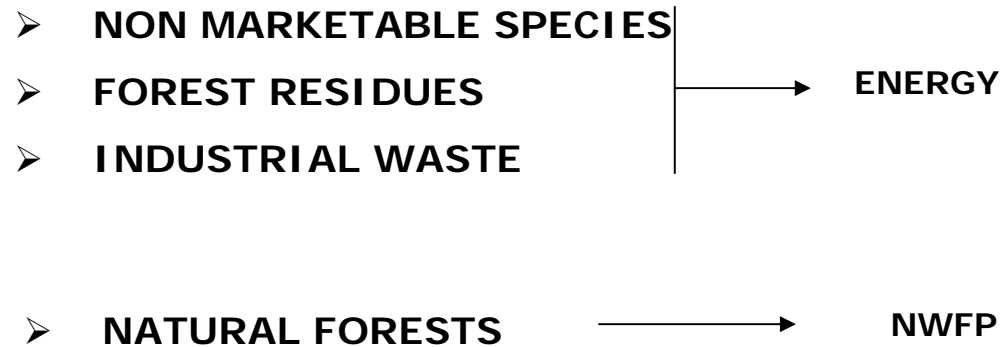 ➢ NON MARKETABLE SPECIES
➢ FOREST RESIDUES ENERGY
➢ INDUSTRIAL WASTE
➢ NATURAL FORESTS NWFP